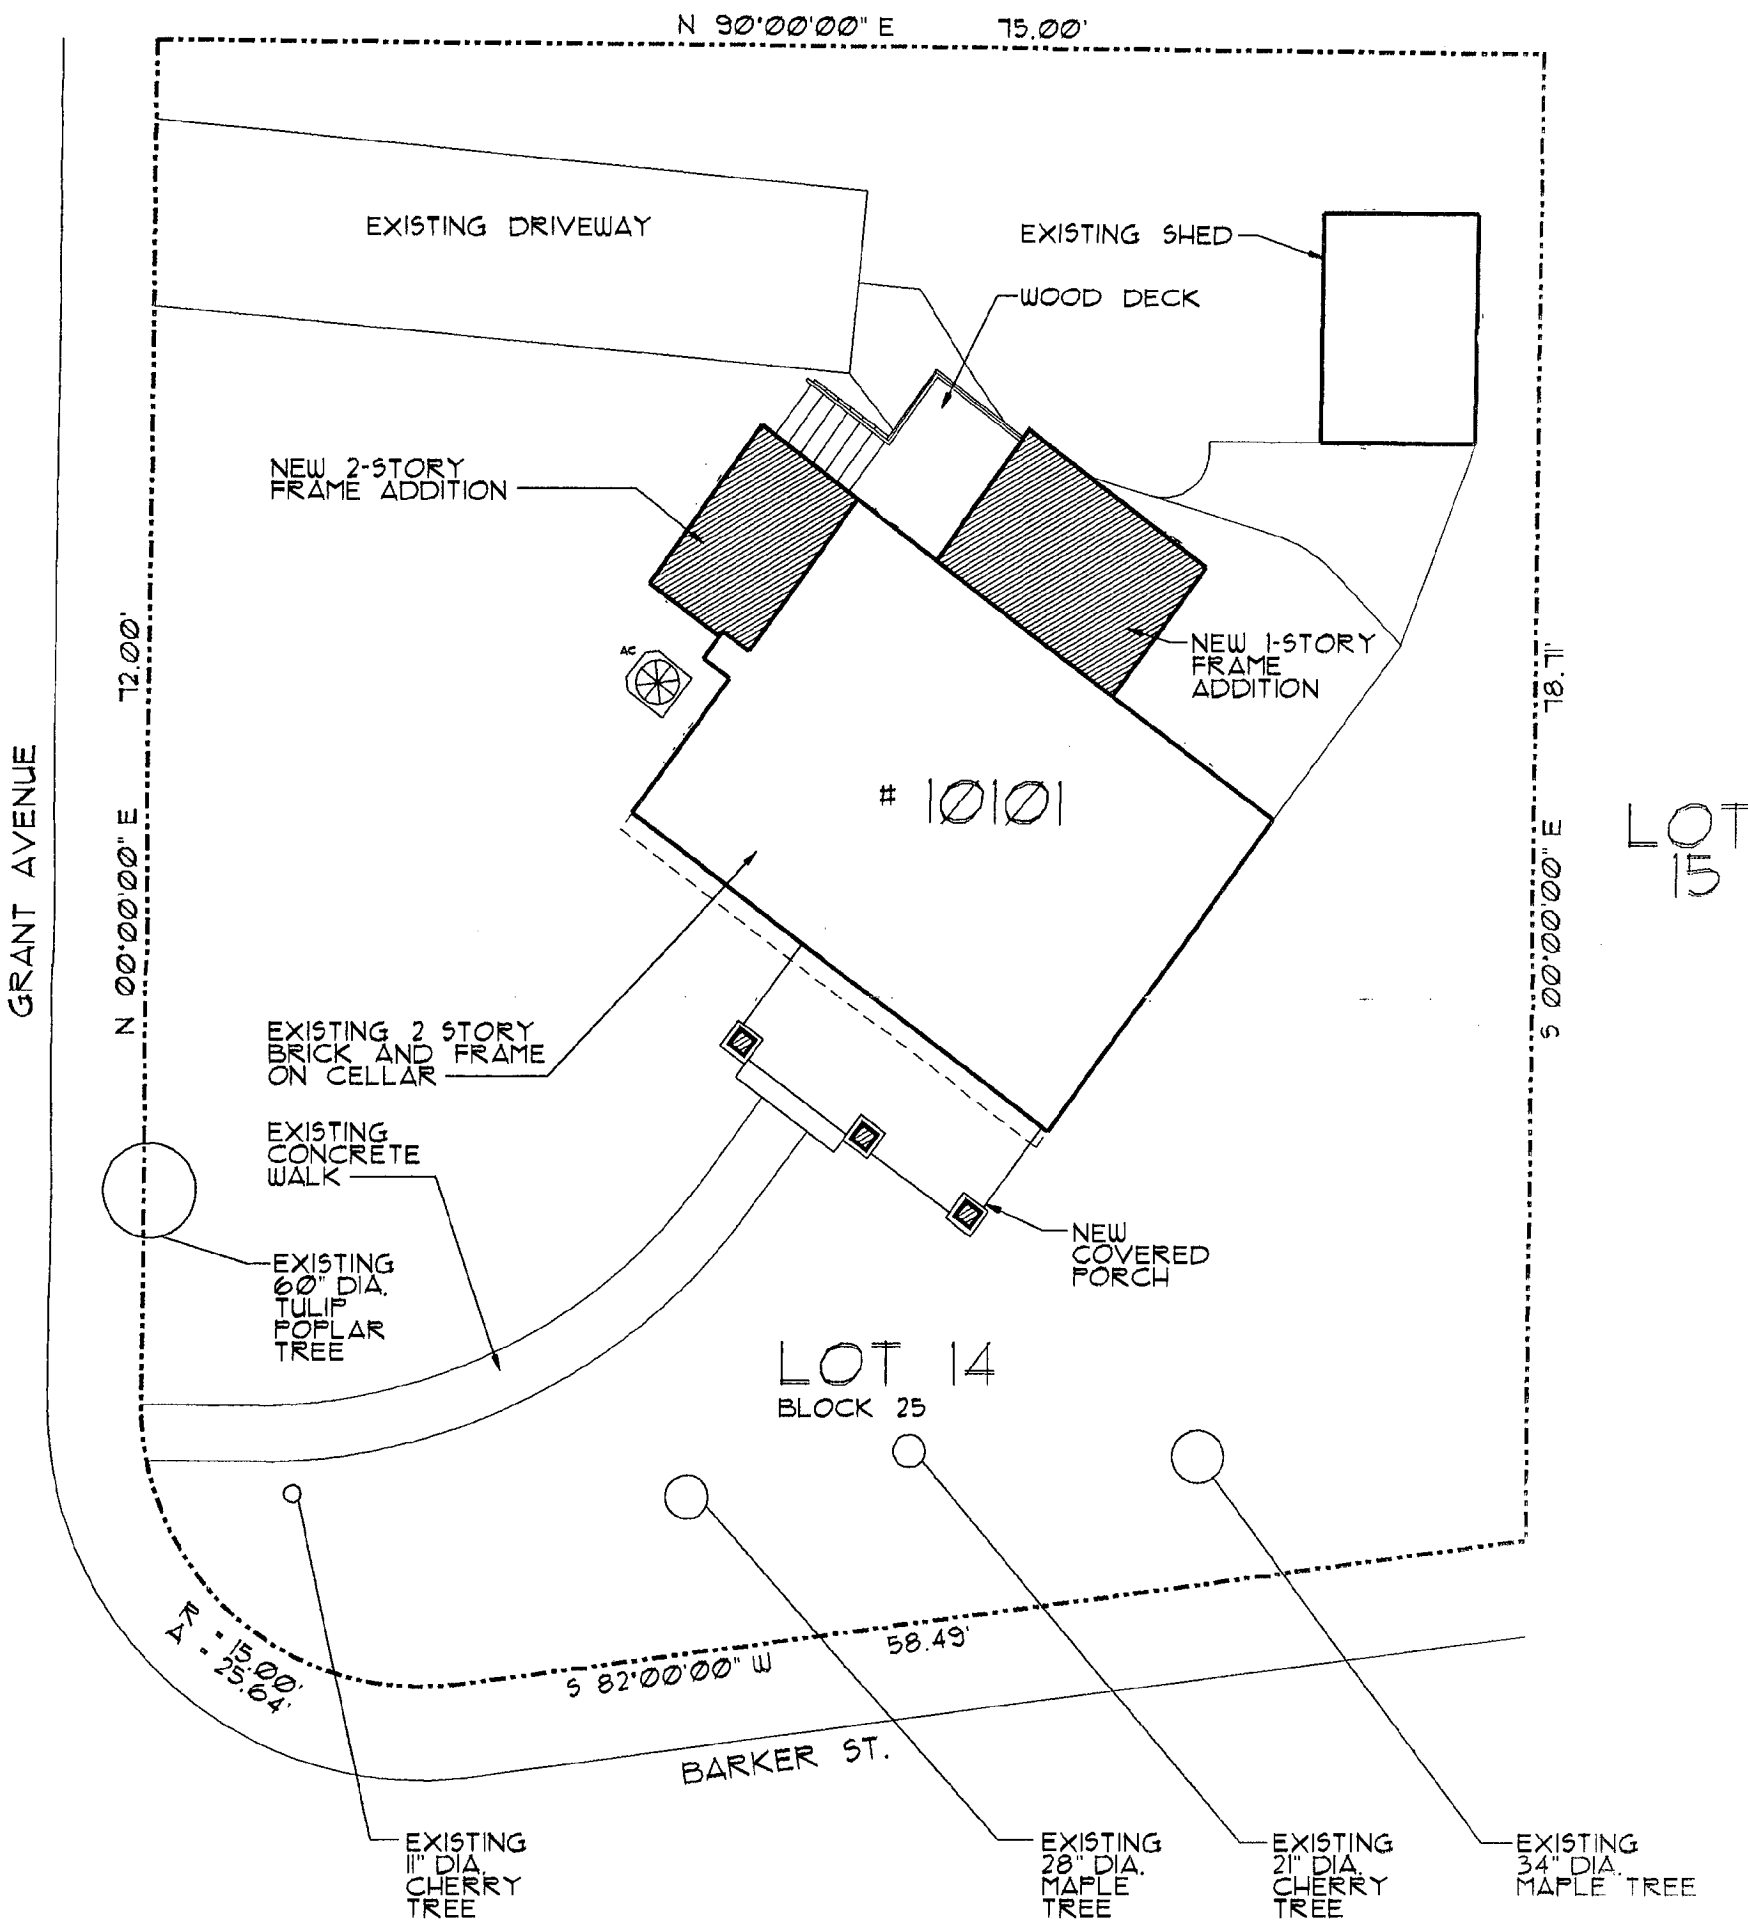 N 90°00'00" E 75.00'
EXISTING DRIVEWAY
EXISTING SHED
WOOD DECK
NEW 2-STORY
FRAME ADDITION
NEW 1-STORY
FRAME
ADDITION
AC
72.00'
N 00°00'00" E
GRANT AVENUE
78.71'
S 00°00'00" E
LOT
15
# 10101
EXISTING 2 STORY
BRICK AND FRAME
ON CELLAR
EXISTING
CONCRETE
WALK
EXISTING
60" DIA.
TULIP
POPLAR
TREE
NEW
COVERED
PORCH
LOT 14
BLOCK 25
R = 15.00'
A = 25.64'
S 82°00'00" W 58.49'
BARKER ST.
EXISTING
11" DIA.
CHERRY
TREE
EXISTING
28" DIA.
MAPLE
TREE
EXISTING
21" DIA.
CHERRY
TREE
EXISTING
34" DIA.
MAPLE TREE